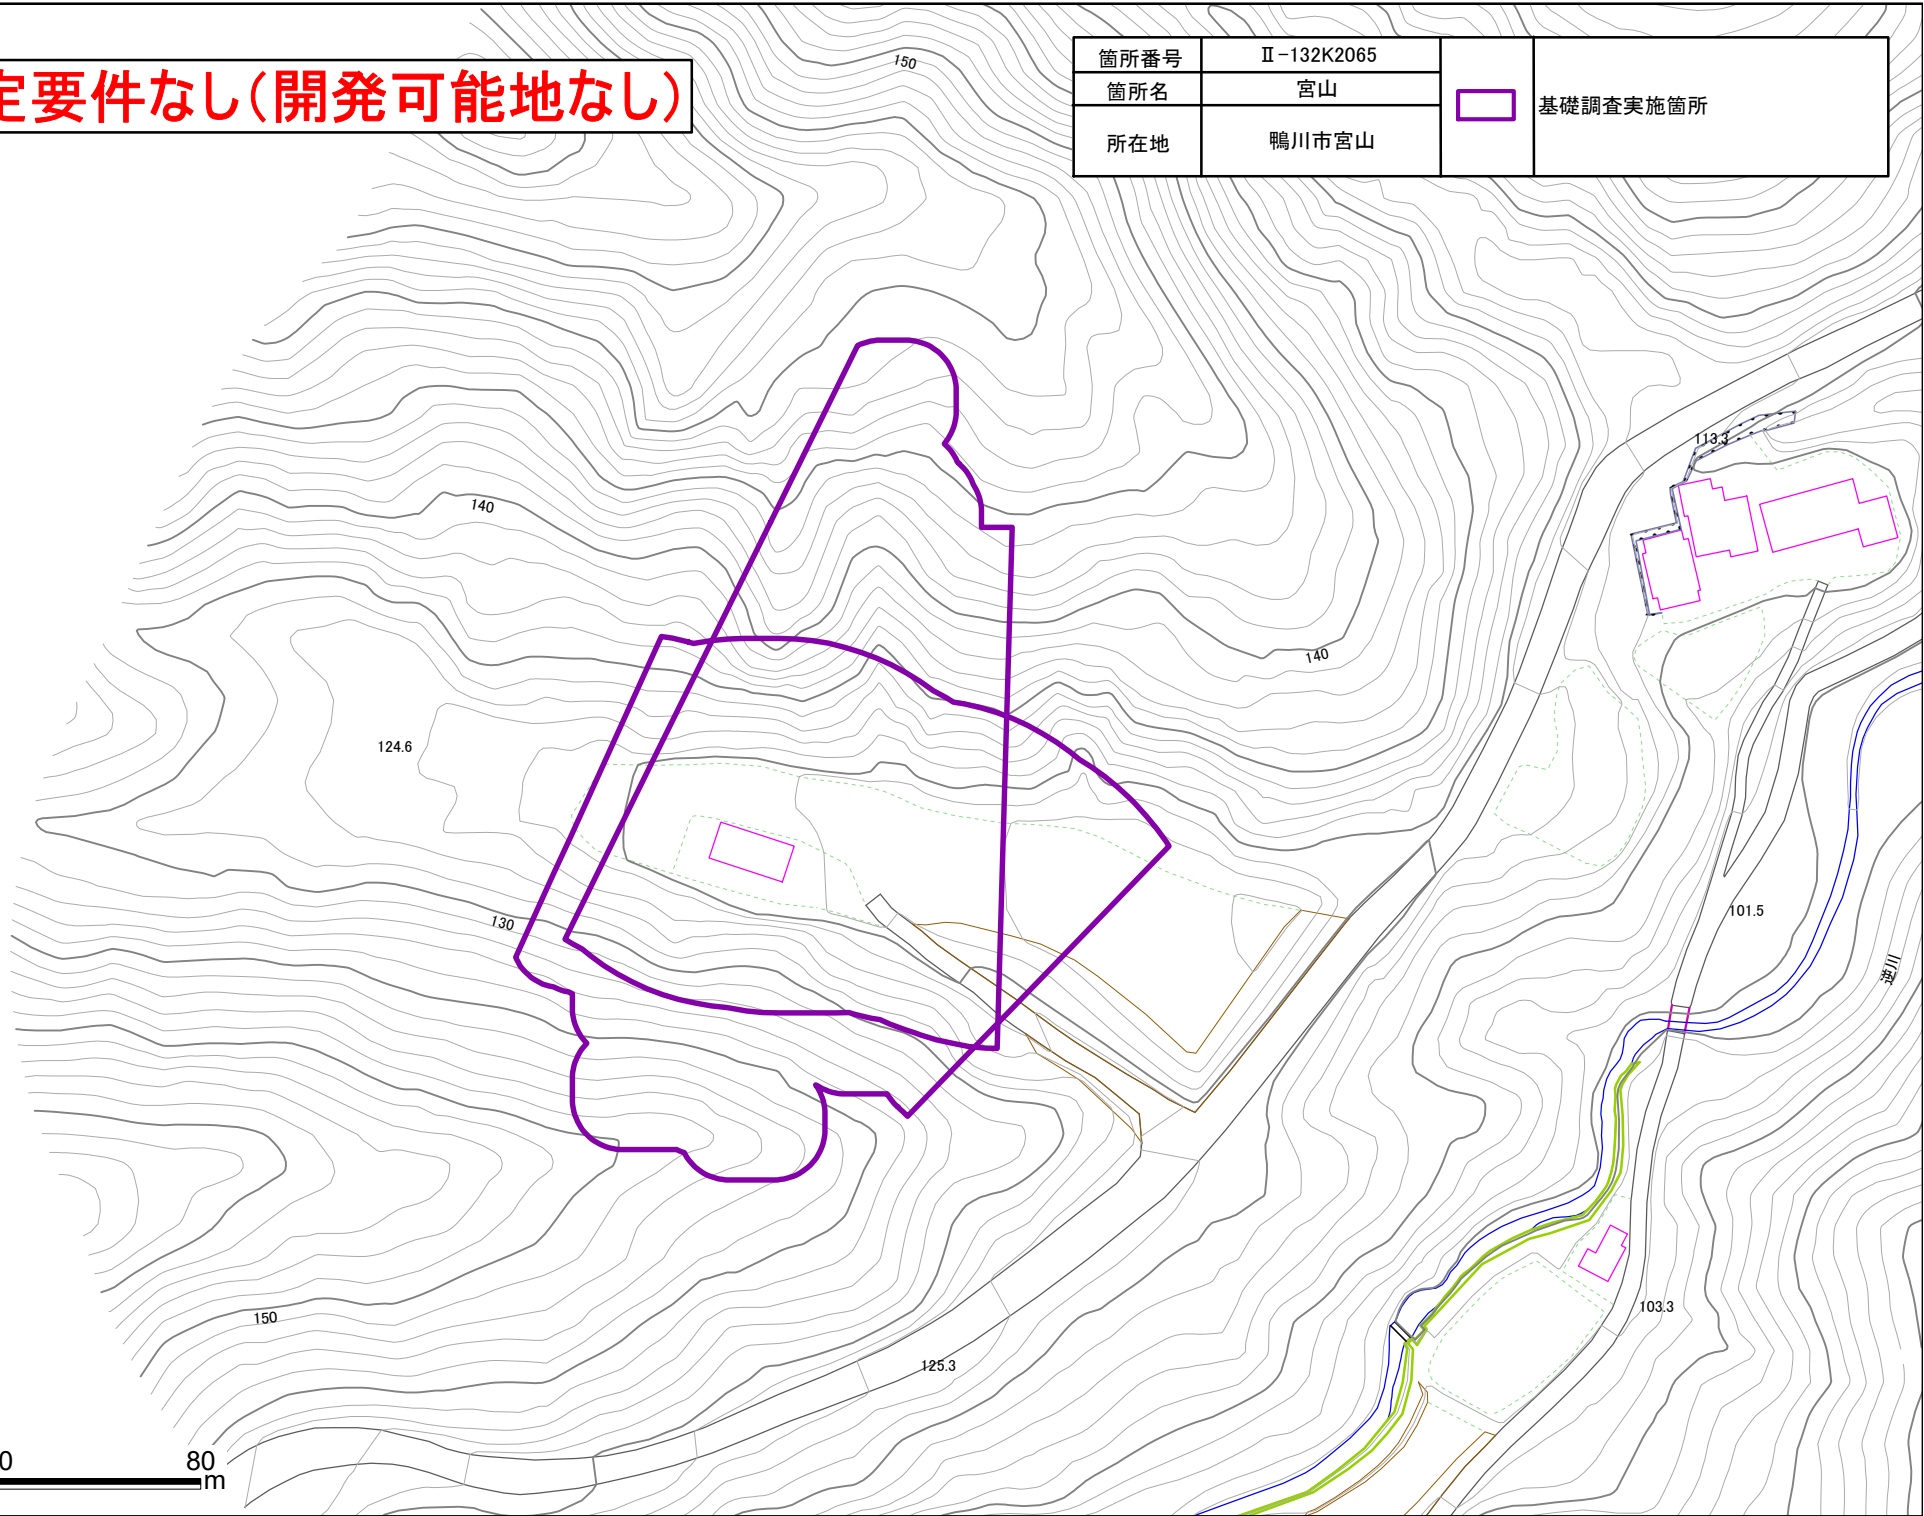 定要件なし(開発可能地なし)
箇所番号 Ⅱ-132K2065
箇所名 宮山
所在地 鴨川市宮山
基礎調査実施箇所
150
113.3
140
140
124.6
130
101.5
逆川
103.3
150
125.3
0 80
m